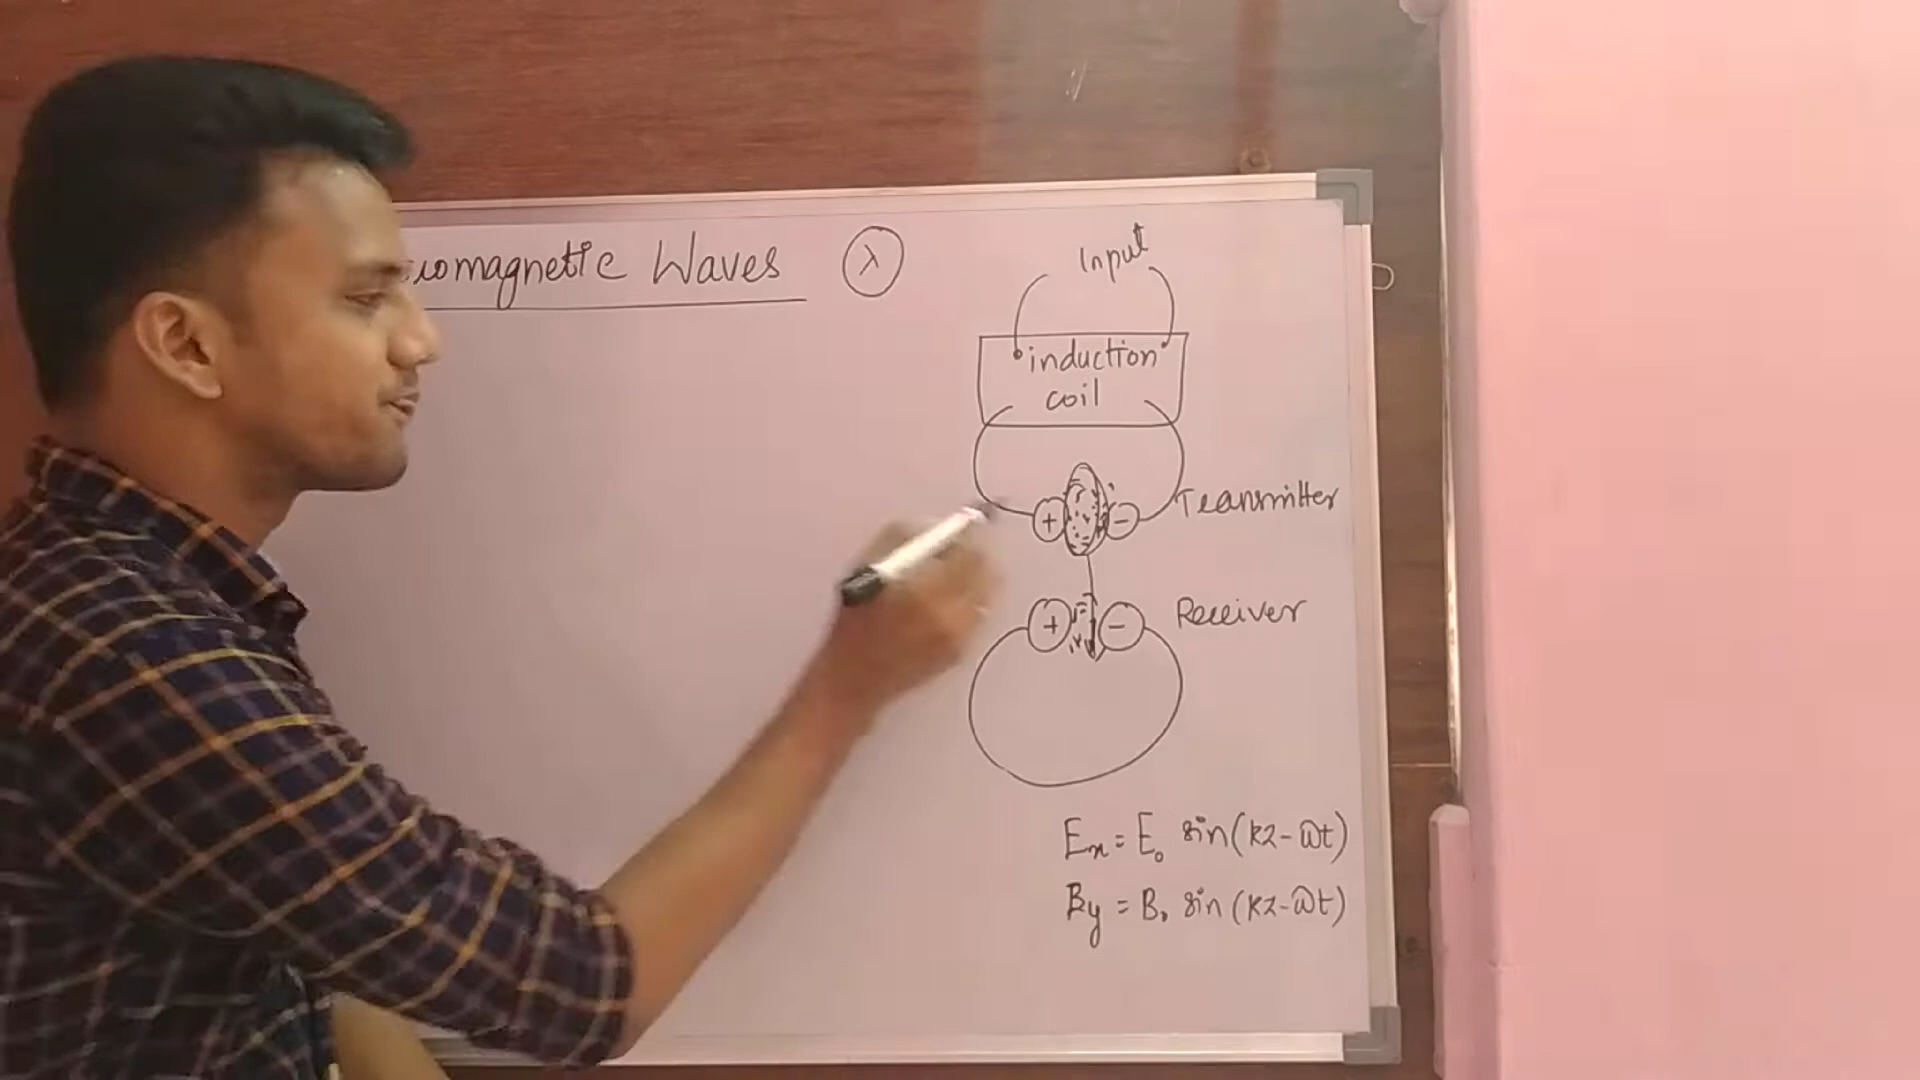 romagnetic Waves λ
Input
induction
coil
+ - Transmitter
+ - Receiver
Ex = E₀ sin(kz - ωt)
By = B₀ sin(kz - ωt)